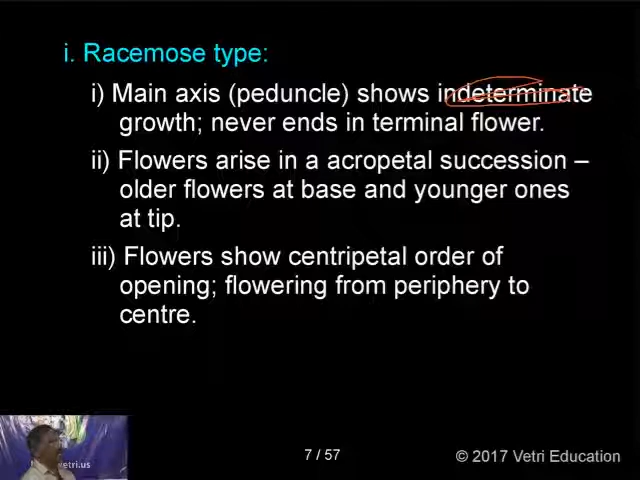 i. Racemose type:
i) Main axis (peduncle) shows indeterminate
growth; never ends in terminal flower.
ii) Flowers arise in a acropetal succession –
older flowers at base and younger ones
at tip.
iii) Flowers show centripetal order of
opening; flowering from periphery to
centre.
7 / 57
© 2017 Vetri Education